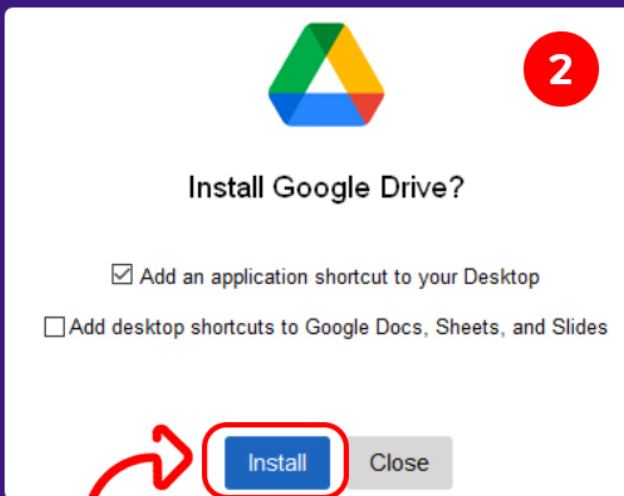 2
Install Google Drive?
Add an application shortcut to your Desktop
Add desktop shortcuts to Google Docs, Sheets, and Slides
Install Close